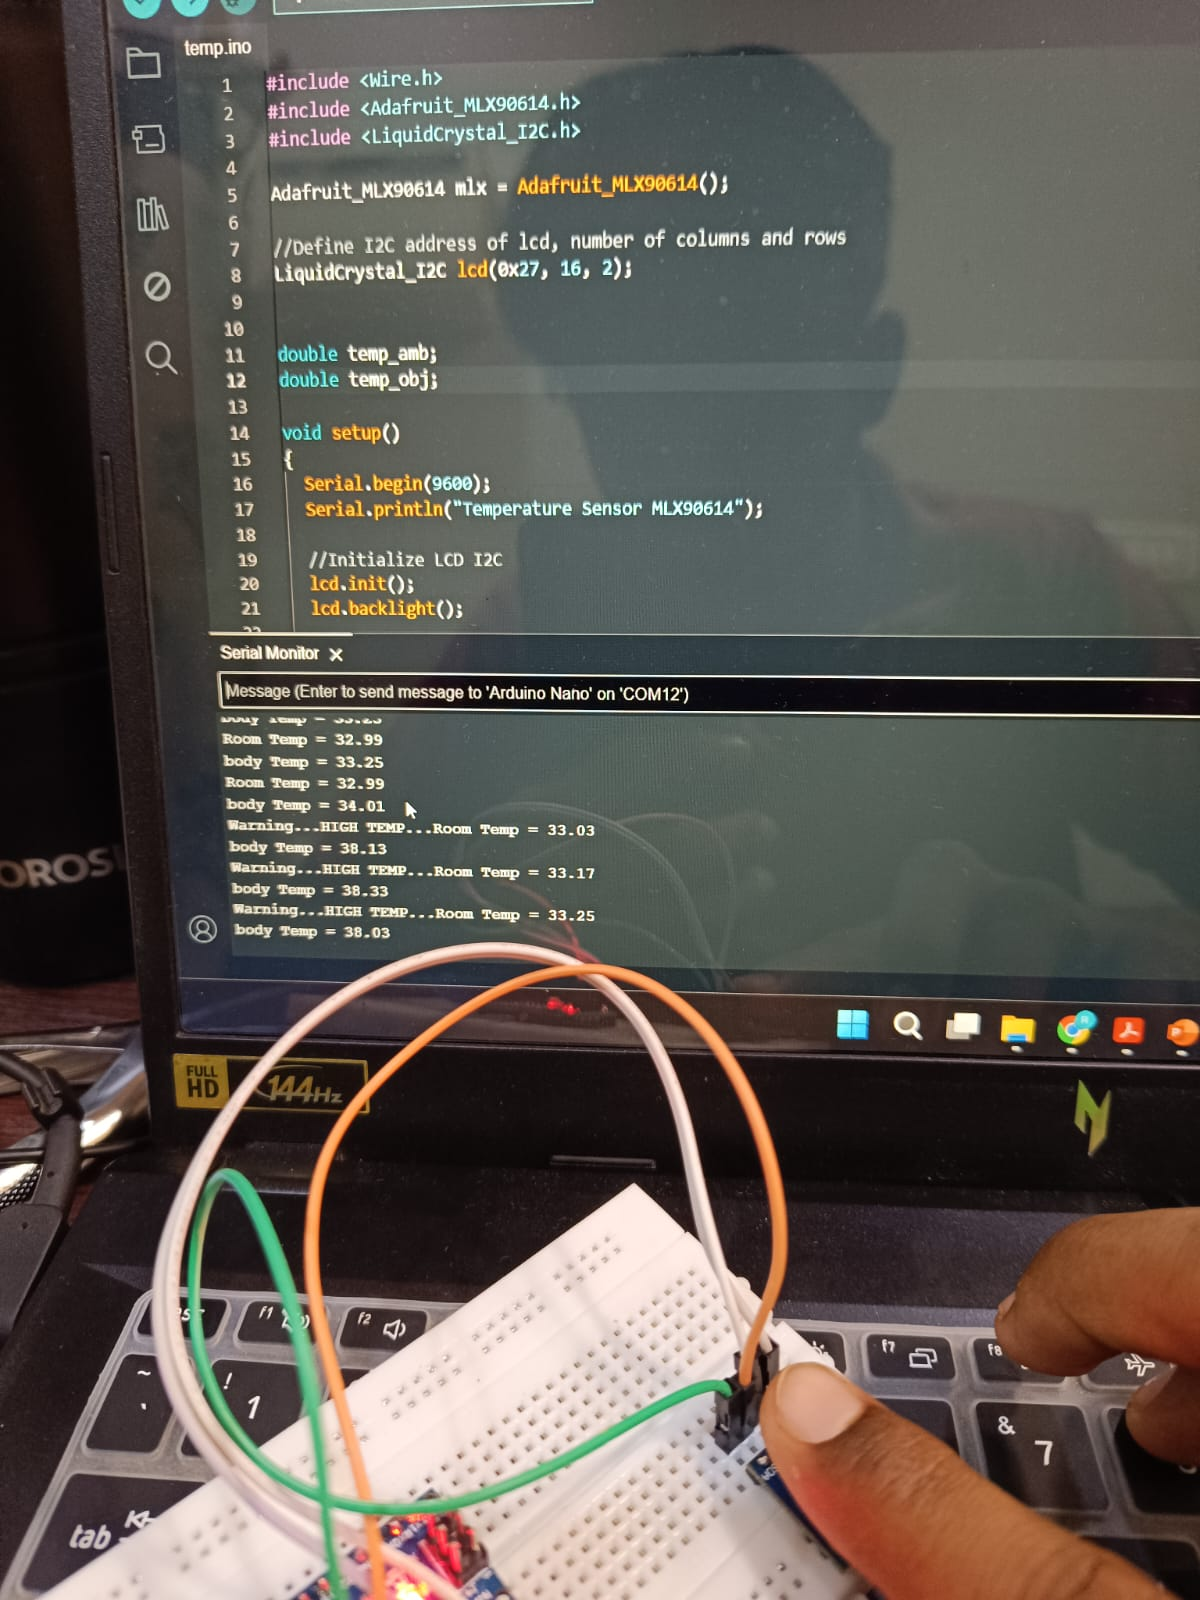 temp.ino
1 #include <Wire.h>
2 #include <Adafruit_MLX90614.h>
3 #include <LiquidCrystal_I2C.h>
4
5 Adafruit_MLX90614 mlx = Adafruit_MLX90614();
6
7 //Define I2C address of lcd, number of columns and rows
8 LiquidCrystal_I2C lcd(0x27, 16, 2);
9
10
11 double temp_amb;
12 double temp_obj;
13
14 void setup()
15 {
16 Serial.begin(9600);
17 Serial.println("Temperature Sensor MLX90614");
18
19 //Initialize LCD I2C
20 lcd.init();
21 lcd.backlight();
Serial Monitor
Message (Enter to send message to 'Arduino Nano' on 'COM12')
Room Temp = 32.99
body Temp = 33.25
Room Temp = 32.99
body Temp = 34.01
Warning...HIGH TEMP...Room Temp = 33.03
body Temp = 38.13
Warning...HIGH TEMP...Room Temp = 33.17
body Temp = 38.33
Warning...HIGH TEMP...Room Temp = 33.25
body Temp = 38.03
FULL HD
144Hz
f1
f2
f7
f8
~
!
1
&
7
tab